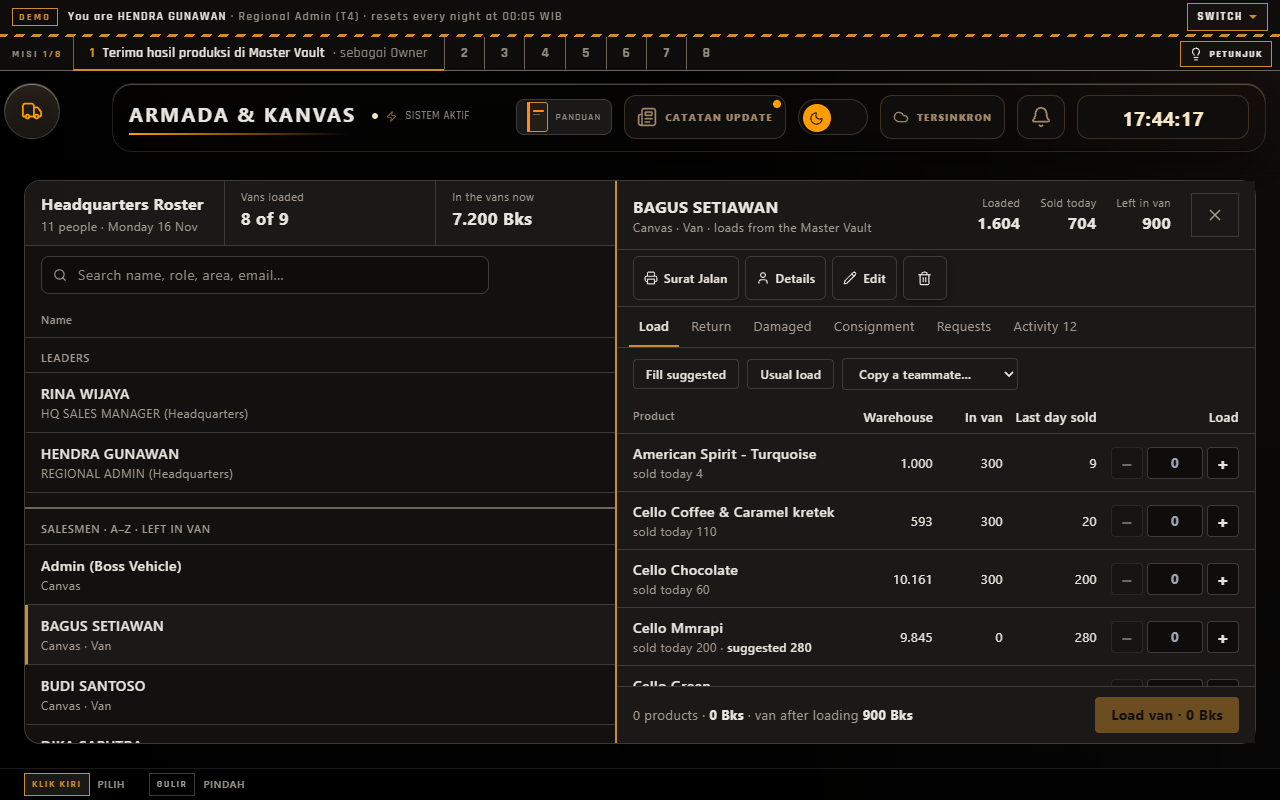 DEMO You are HENDRA GUNAWAN · Regional Admin (T4) · resets every night at 00:05 WIB SWITCH
MISI 1/8 1 Terima hasil produksi di Master Vault · sebagai Owner 2 3 4 5 6 7 8 PETUNJUK
ARMADA & KANVAS SISTEM AKTIF PANDUAN CATATAN UPDATE TERSINKRON 17:44:17
Headquarters Roster
11 people · Monday 16 Nov
Vans loaded
8 of 9
In the vans now
7.200 Bks
Search name, role, area, email...
Name
LEADERS
RINA WIJAYA
HQ SALES MANAGER (Headquarters)
HENDRA GUNAWAN
REGIONAL ADMIN (Headquarters)
SALESMEN · A–Z · LEFT IN VAN
Admin (Boss Vehicle)
Canvas
BAGUS SETIAWAN
Canvas · Van
BUDI SANTOSO
Canvas · Van
BAGUS SETIAWAN
Canvas · Van · loads from the Master Vault
Loaded
1.604
Sold today
704
Left in van
900
Surat Jalan Details Edit
Load Return Damaged Consignment Requests Activity 12
Fill suggested Usual load Copy a teammate...
Product Warehouse In van Last day sold Load
American Spirit - Turquoise 1.000 300 9 – 0 +
sold today 4
Cello Coffee & Caramel kretek 593 300 20 – 0 +
sold today 110
Cello Chocolate 10.161 300 200 – 0 +
sold today 60
Cello Mmrapi 9.845 0 280 – 0 +
sold today 200 · suggested 280
Cello Green
0 products · 0 Bks · van after loading 900 Bks Load van · 0 Bks
KLIK KIRI PILIH GULIR PINDAH